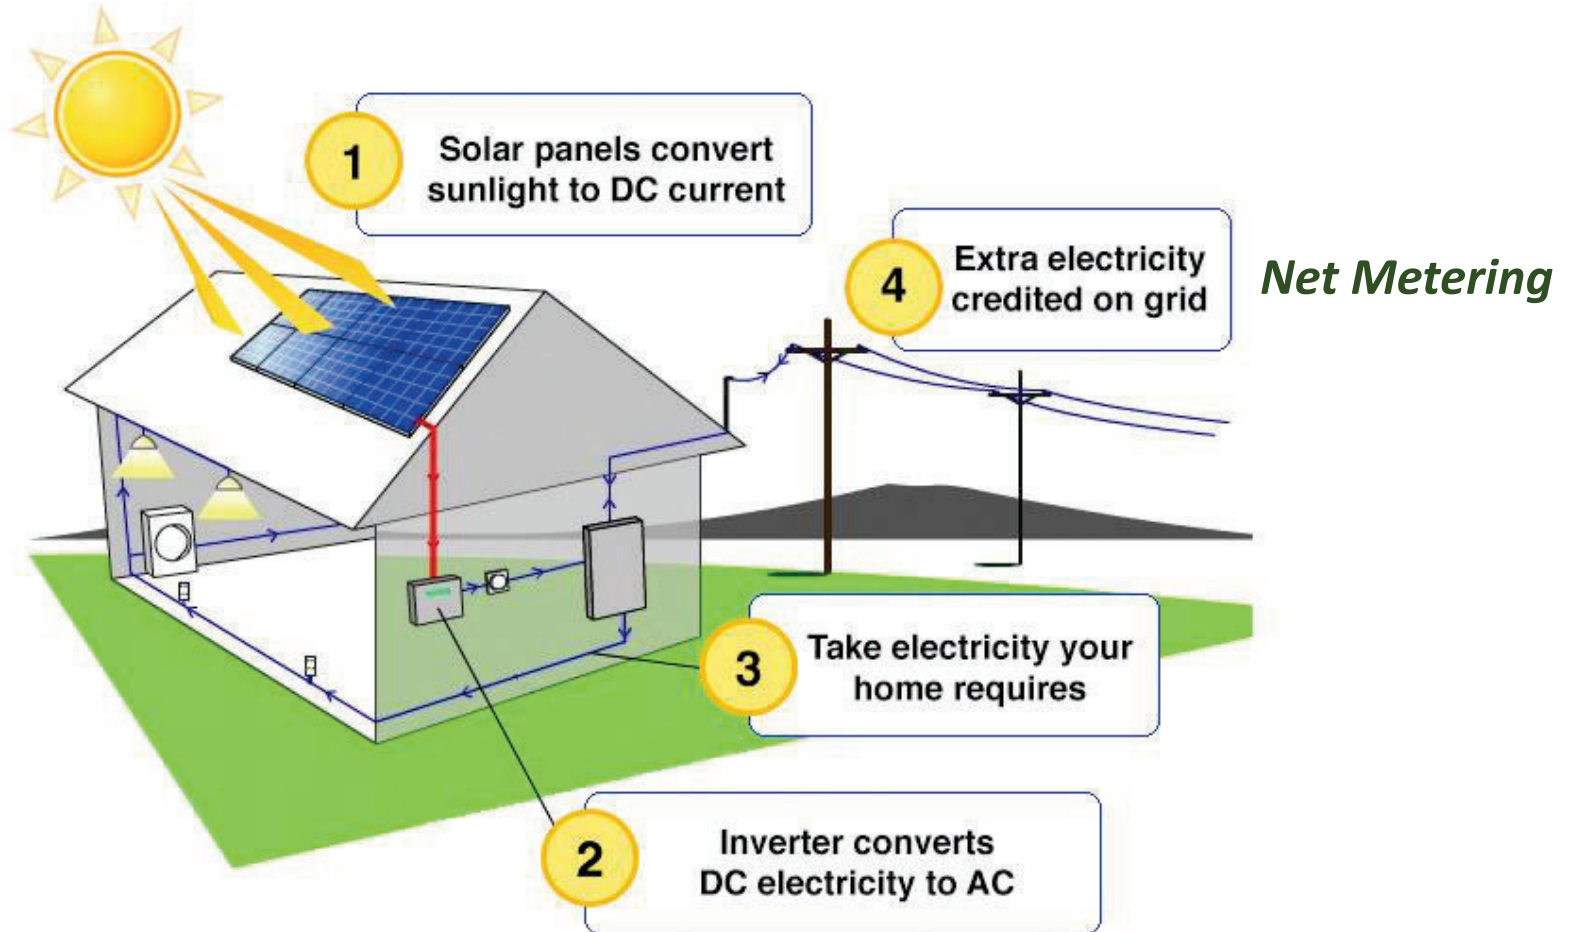 1
Solar panels convert
sunlight to DC current
4
Extra electricity
credited on grid
Net Metering
3
Take electricity your
home requires
2
Inverter converts
DC electricity to AC